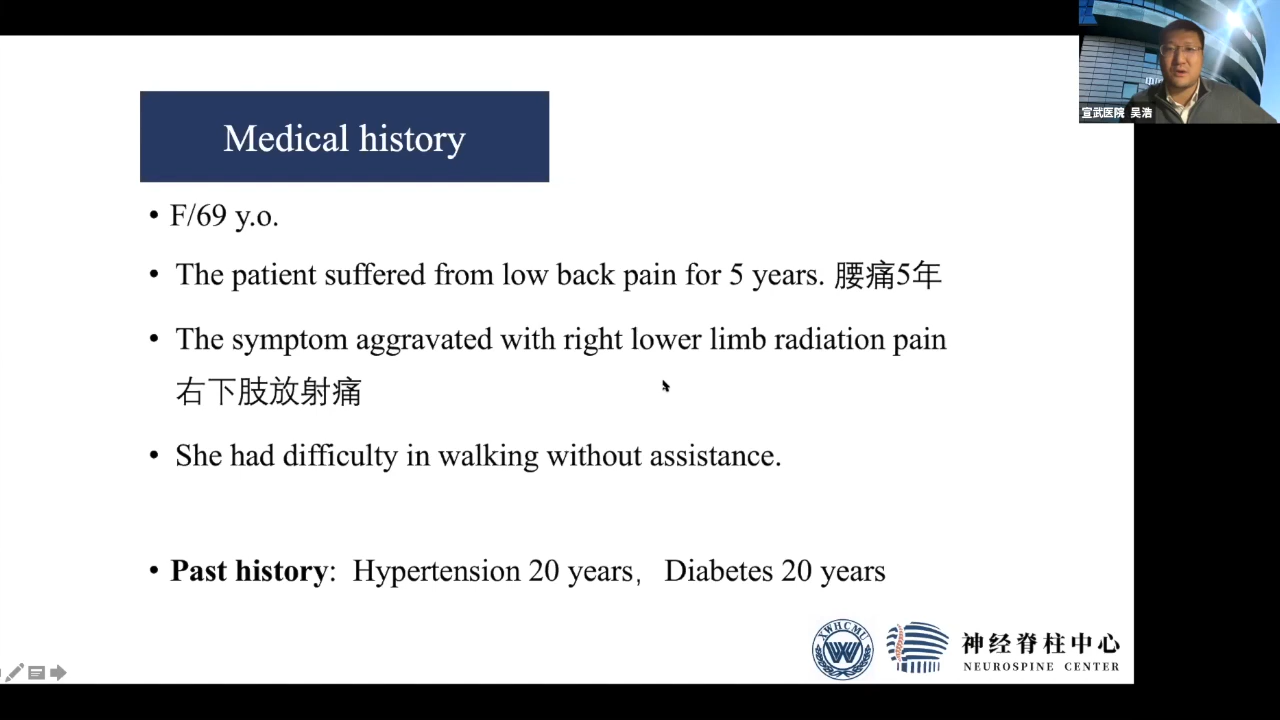 宣武医院 吴浩
Medical history
• F/69 y.o.
• The patient suffered from low back pain for 5 years. 腰痛5年
• The symptom aggravated with right lower limb radiation pain
右下肢放射痛
• She had difficulty in walking without assistance.
• Past history: Hypertension 20 years, Diabetes 20 years
XWHCMU
神经脊柱中心
NEUROSPINE CENTER